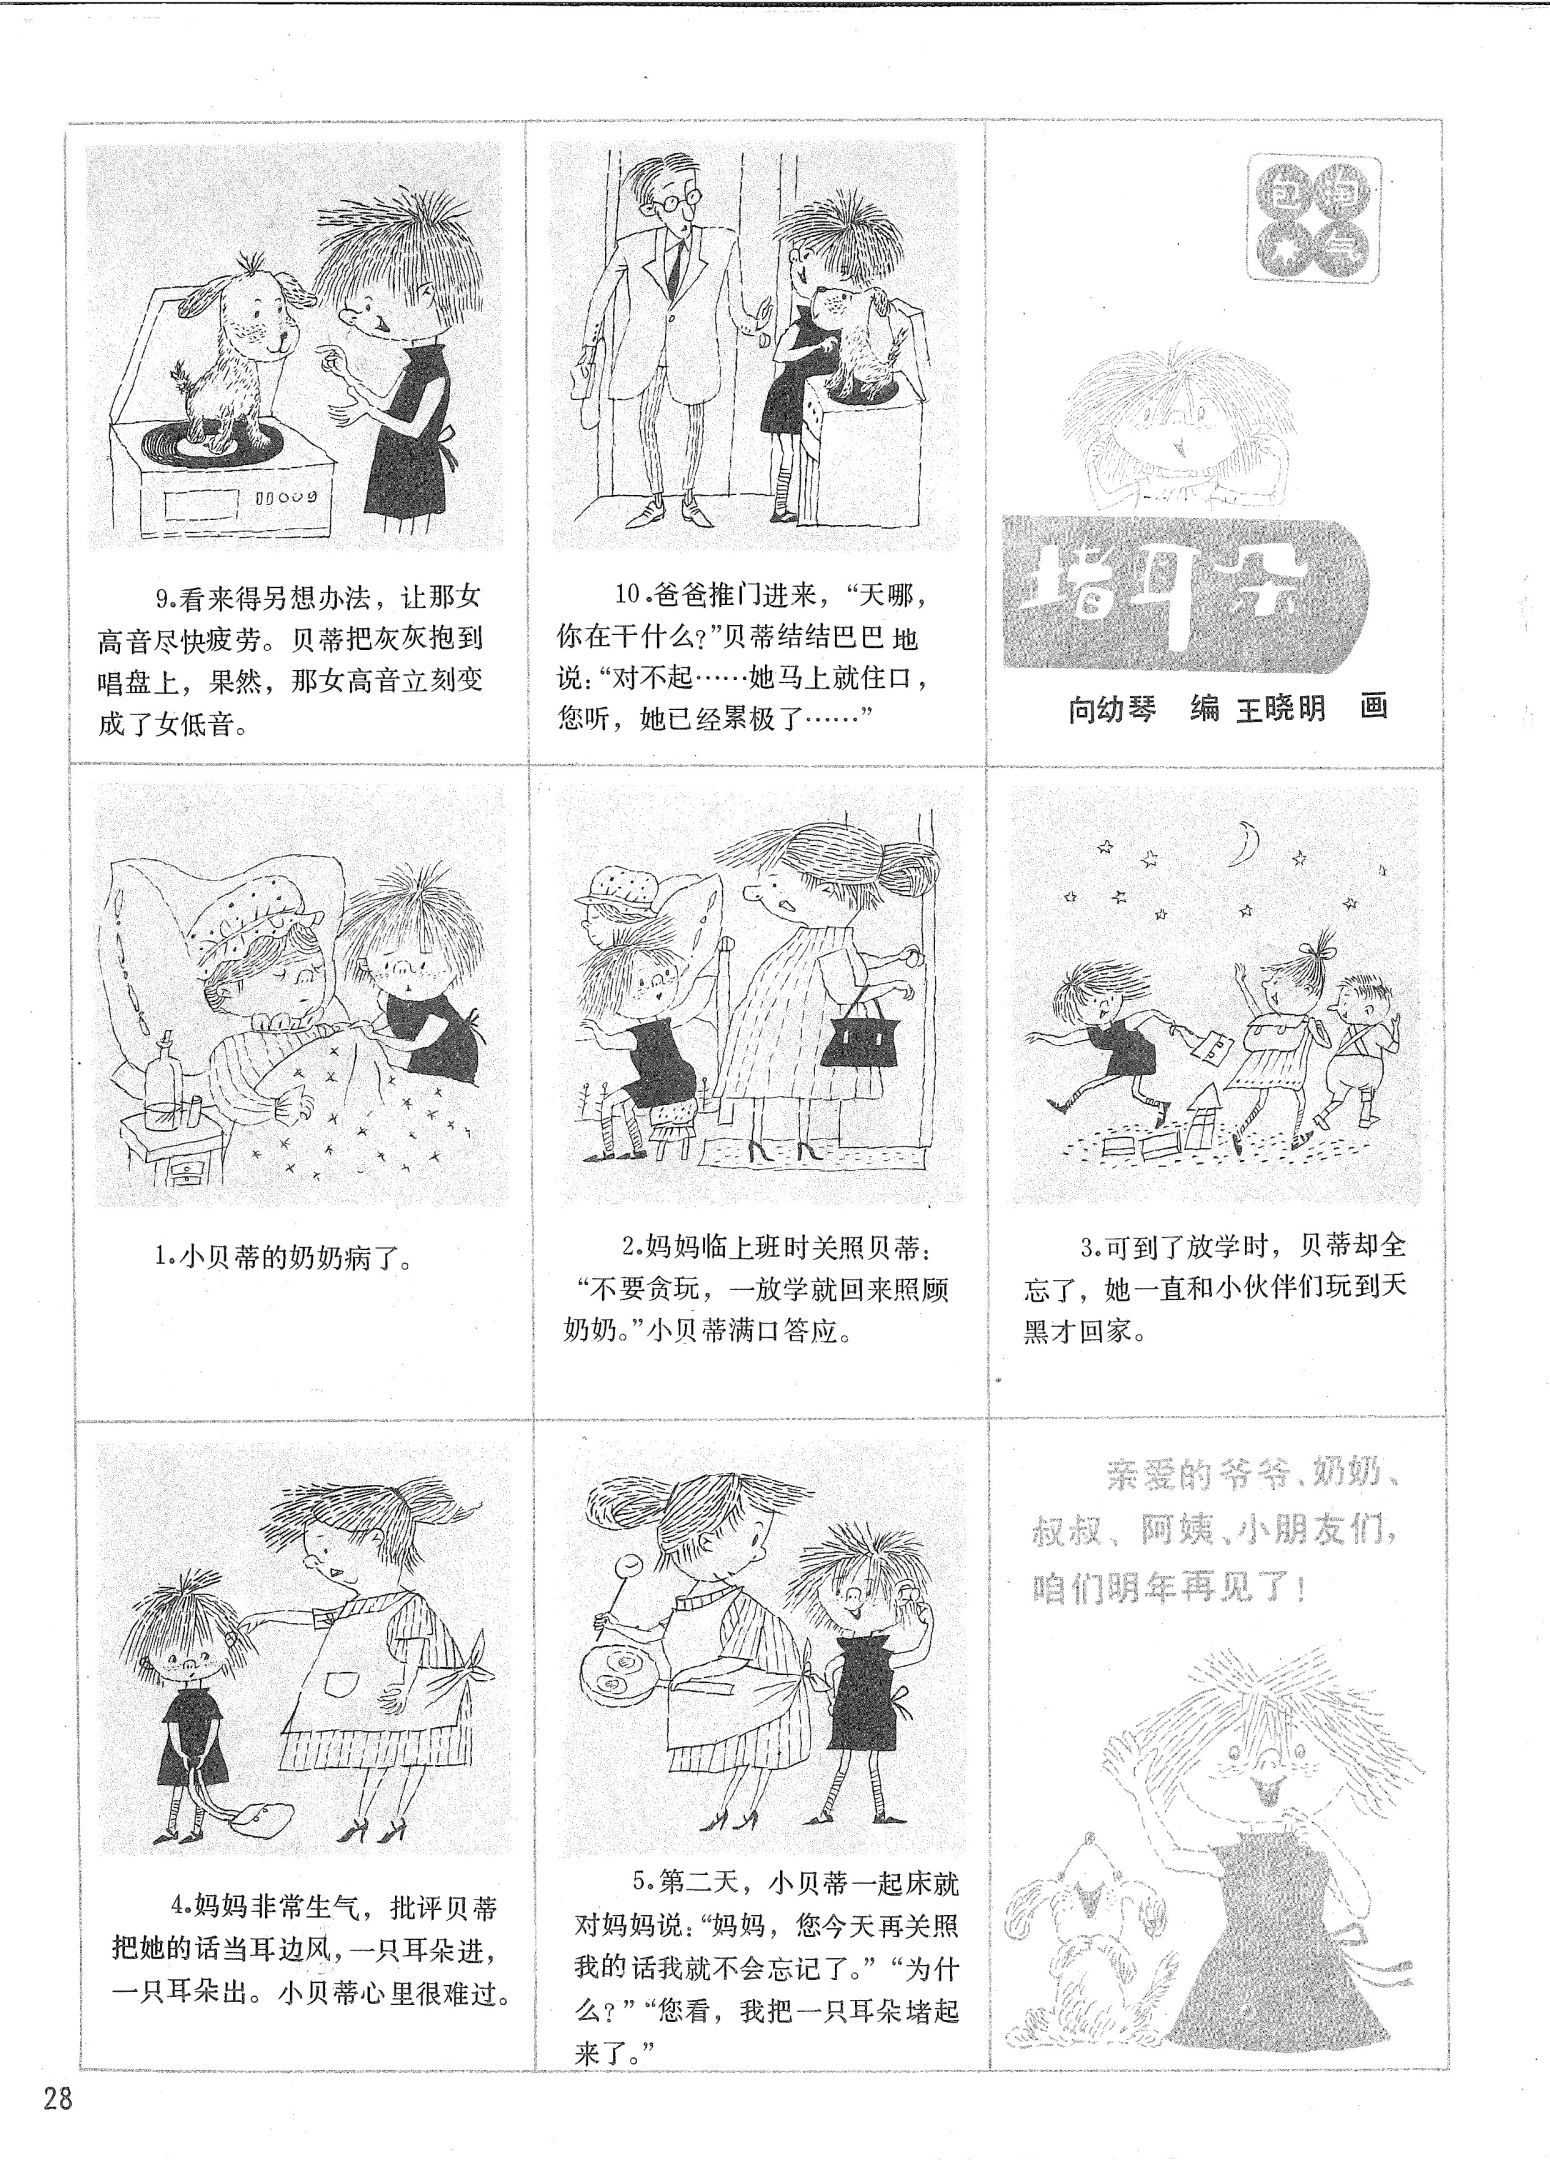 9.看来得另想办法，让那女
高音尽快疲劳。贝蒂把灰灰抱到
唱盘上，果然，那女高音立刻变
成了女低音。
10.爸爸推门进来，“天哪，
你在干什么？”贝蒂结结巴巴地
说：“对不起……她马上就住口，
您听，她已经累极了……”
堵耳朵
向幼琴 编 王晓明 画
1.小贝蒂的奶奶病了。
2.妈妈临上班时关照贝蒂：
“不要贪玩，一放学就回来照顾
奶奶。”小贝蒂满口答应。
3.可到了放学时，贝蒂却全
忘了，她一直和小伙伴们玩到天
黑才回家。
4.妈妈非常生气，批评贝蒂
把她的话当耳边风，一只耳朵进，
一只耳朵出。小贝蒂心里很难过。
5.第二天，小贝蒂一起床就
对妈妈说：“妈妈，您今天再关照
我的话我就不会忘记了。”“为什
么？”“您看，我把一只耳朵堵起
来了。”
亲爱的爷爷、奶奶、
叔叔、阿姨、小朋友们，
咱们明年再见了！
28